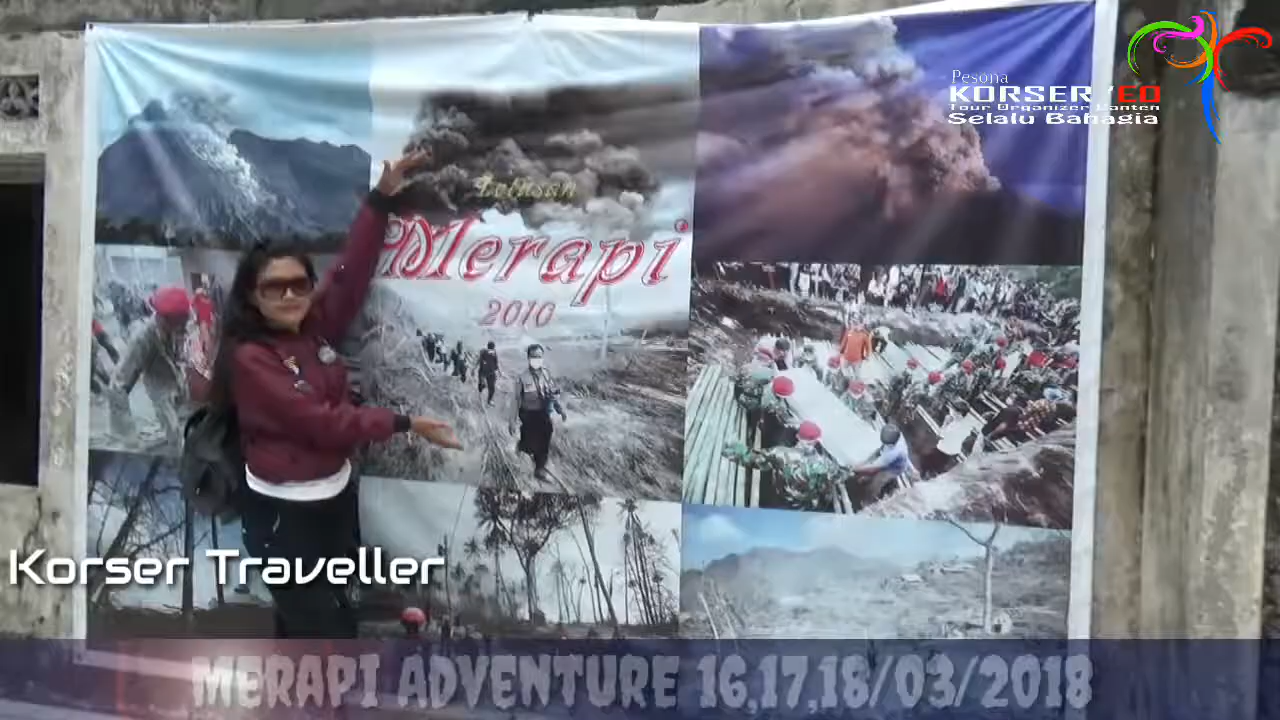 Pesona
KORSER/EO
Tour Organizer Banten
Selalu Bahagia
Letusan
Merapi
2010
Korser Traveller
MERAPI ADVENTURE 16,17,18/03/2018